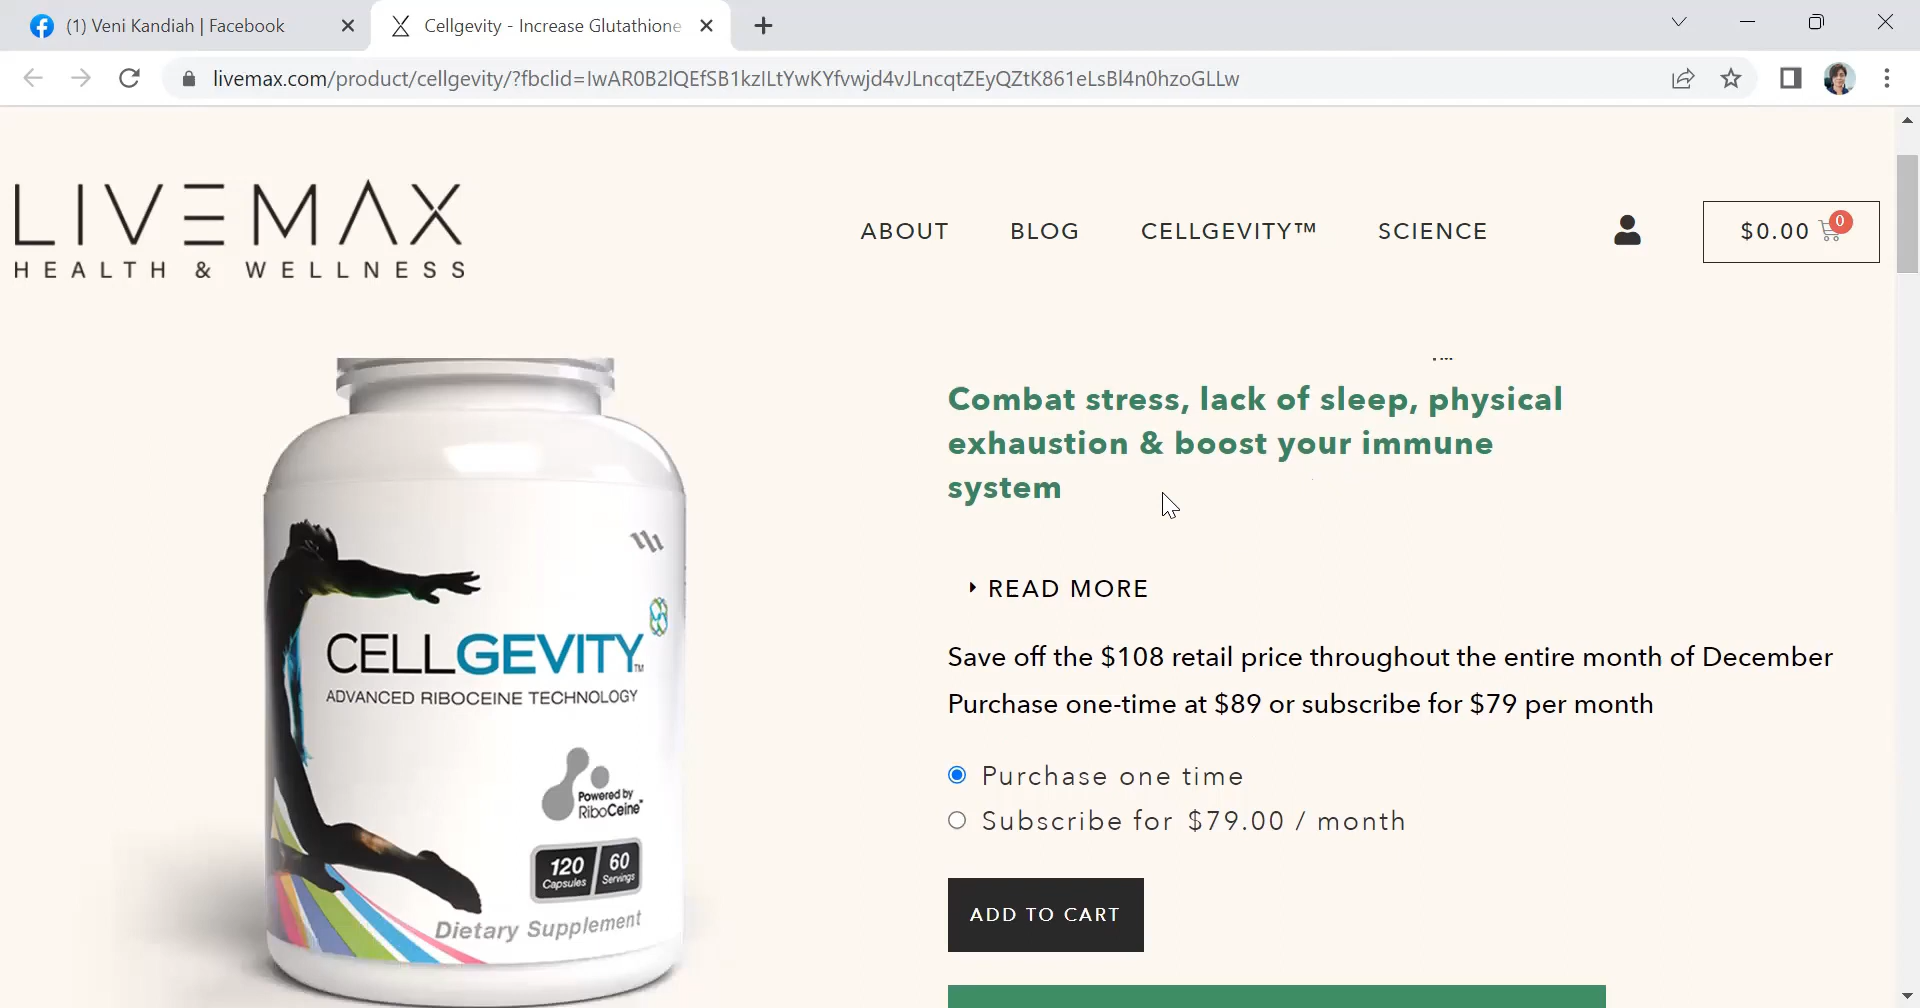 (1) Veni Kandiah | Facebook
Cellgevity - Increase Glutathione
livemax.com/product/cellgevity/?fbclid=IwAR0B2lQEfSB1kzILtYwKYfvwjd4vJLncqtZEyQZtK861eLsBl4n0hzoGLLw
LIVEMAX
HEALTH & WELLNESS
ABOUT
BLOG
CELLGEVITY™
SCIENCE
$0.00
0
Combat stress, lack of sleep, physical
exhaustion & boost your immune
system
READ MORE
Save off the $108 retail price throughout the entire month of December
Purchase one-time at $89 or subscribe for $79 per month
Purchase one time
Subscribe for $79.00 / month
ADD TO CART
CELLGEVITY™
ADVANCED RIBOCEINE TECHNOLOGY
Powered by
RiboCeine™
120
Capsules
60
Servings
Dietary Supplement